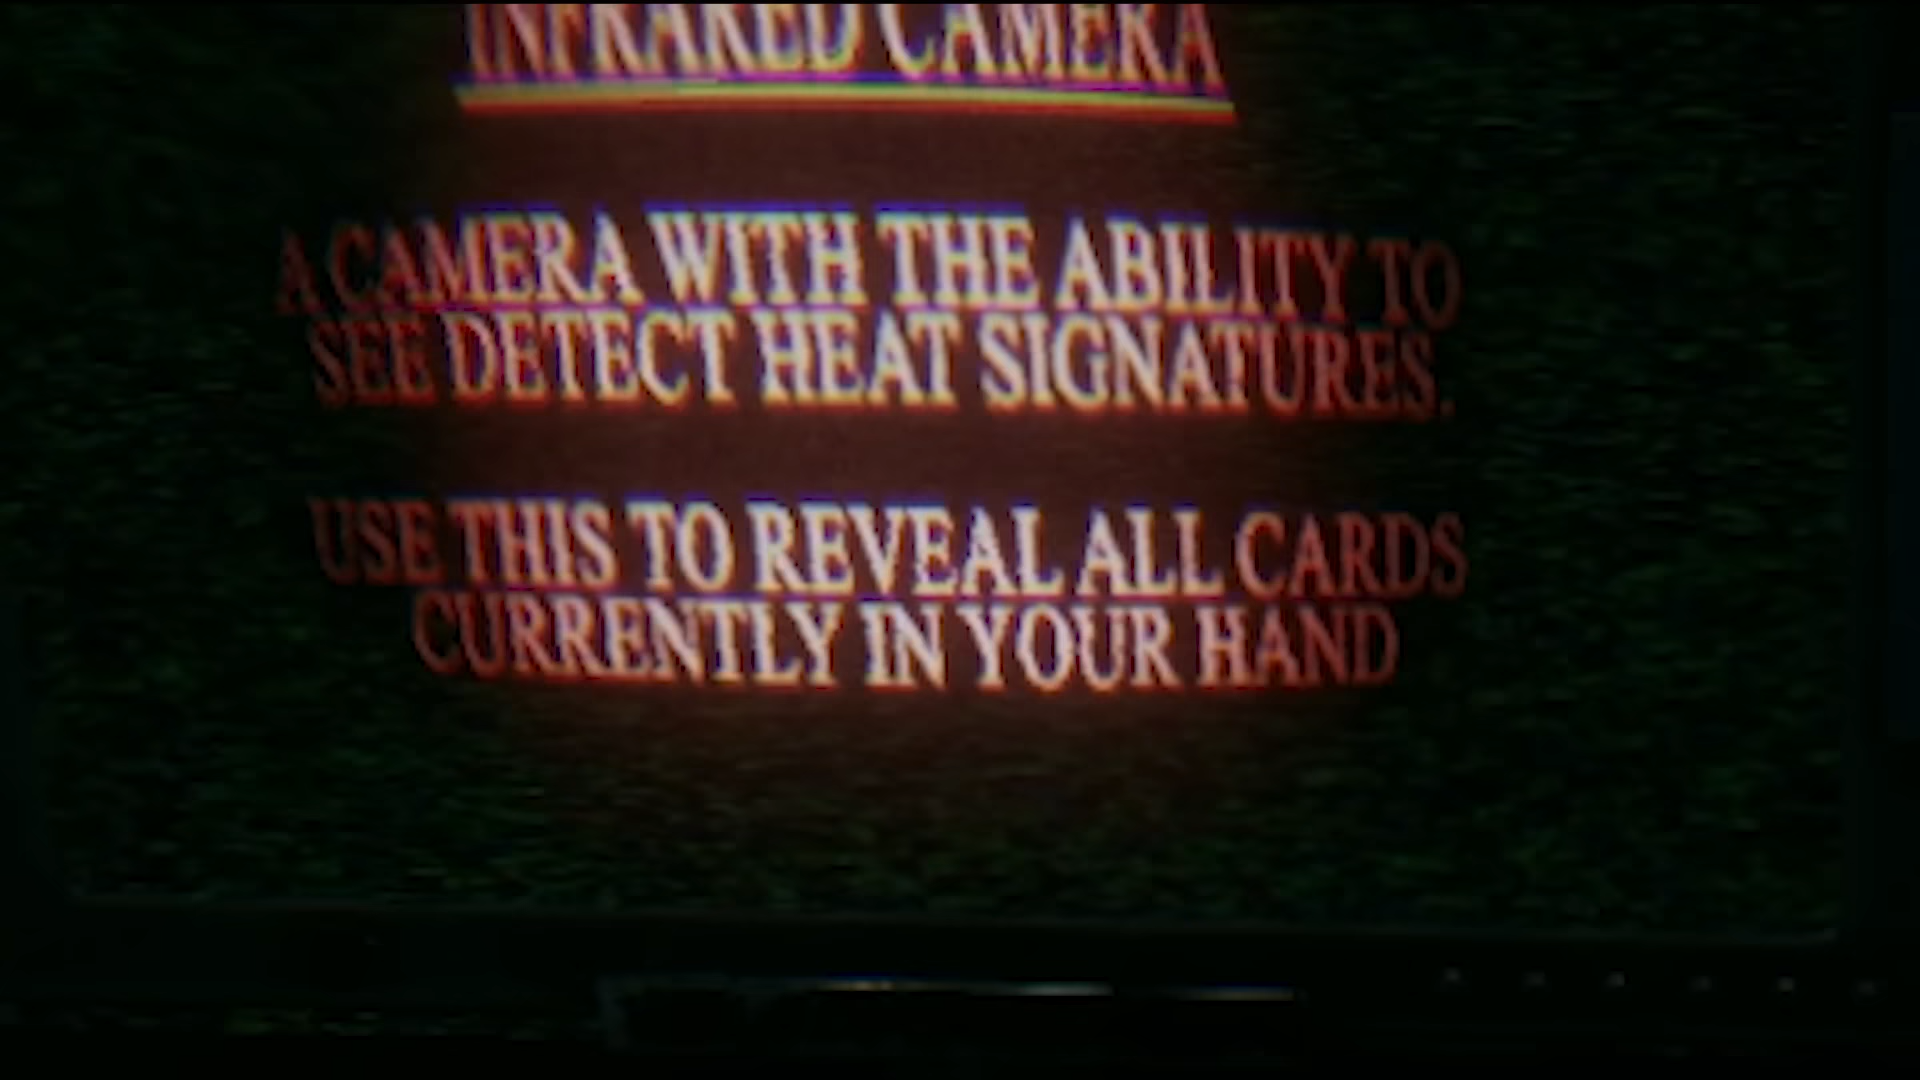 INFRARED CAMERA
A CAMERA WITH THE ABILITY TO
SEE DETECT HEAT SIGNATURES.
USE THIS TO REVEAL ALL CARDS
CURRENTLY IN YOUR HAND